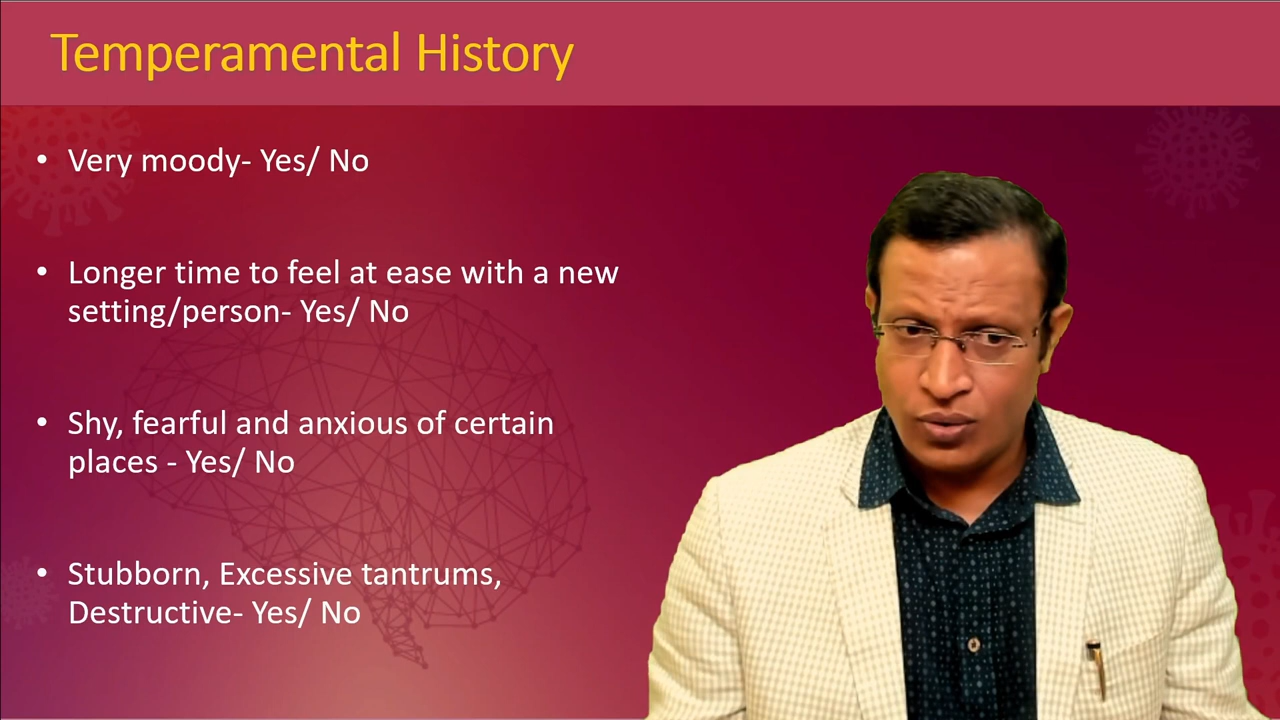 Temperamental History
• Very moody- Yes/ No
• Longer time to feel at ease with a new
setting/person- Yes/ No
• Shy, fearful and anxious of certain
places - Yes/ No
• Stubborn, Excessive tantrums,
Destructive- Yes/ No